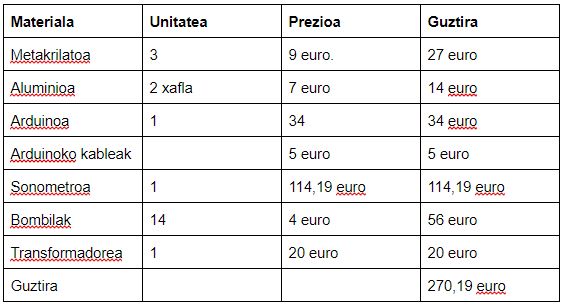 Materiala Unitatea Prezioa Guztira
Metakrilatoa 3 9 euro. 27 euro
Aluminioa 2 xafla 7 euro 14 euro
Arduinoa 1 34 34 euro
Arduinoko kableak 5 euro 5 euro
Sonometroa 1 114,19 euro 114,19 euro
Bombilak 14 4 euro 56 euro
Transformadorea 1 20 euro 20 euro
Guztira 270,19 euro